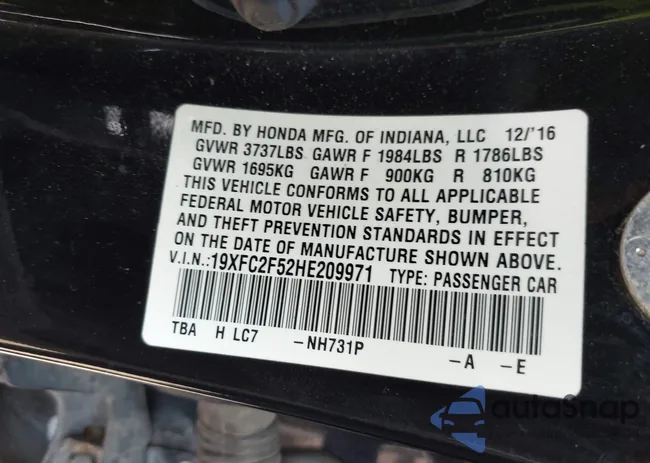 MFD. BY HONDA MFG. OF INDIANA, LLC 12/'16
GVWR 3737LBS GAWR F 1984LBS R 1786LBS
GVWR 1695KG GAWR F 900KG R 810KG
THIS VEHICLE CONFORMS TO ALL APPLICABLE
FEDERAL MOTOR VEHICLE SAFETY, BUMPER,
AND THEFT PREVENTION STANDARDS IN EFFECT
ON THE DATE OF MANUFACTURE SHOWN ABOVE.
V.I.N.:19XFC2F52HE209971 TYPE: PASSENGER CAR
TBA H LC7 -NH731P -A -E
autoSnap